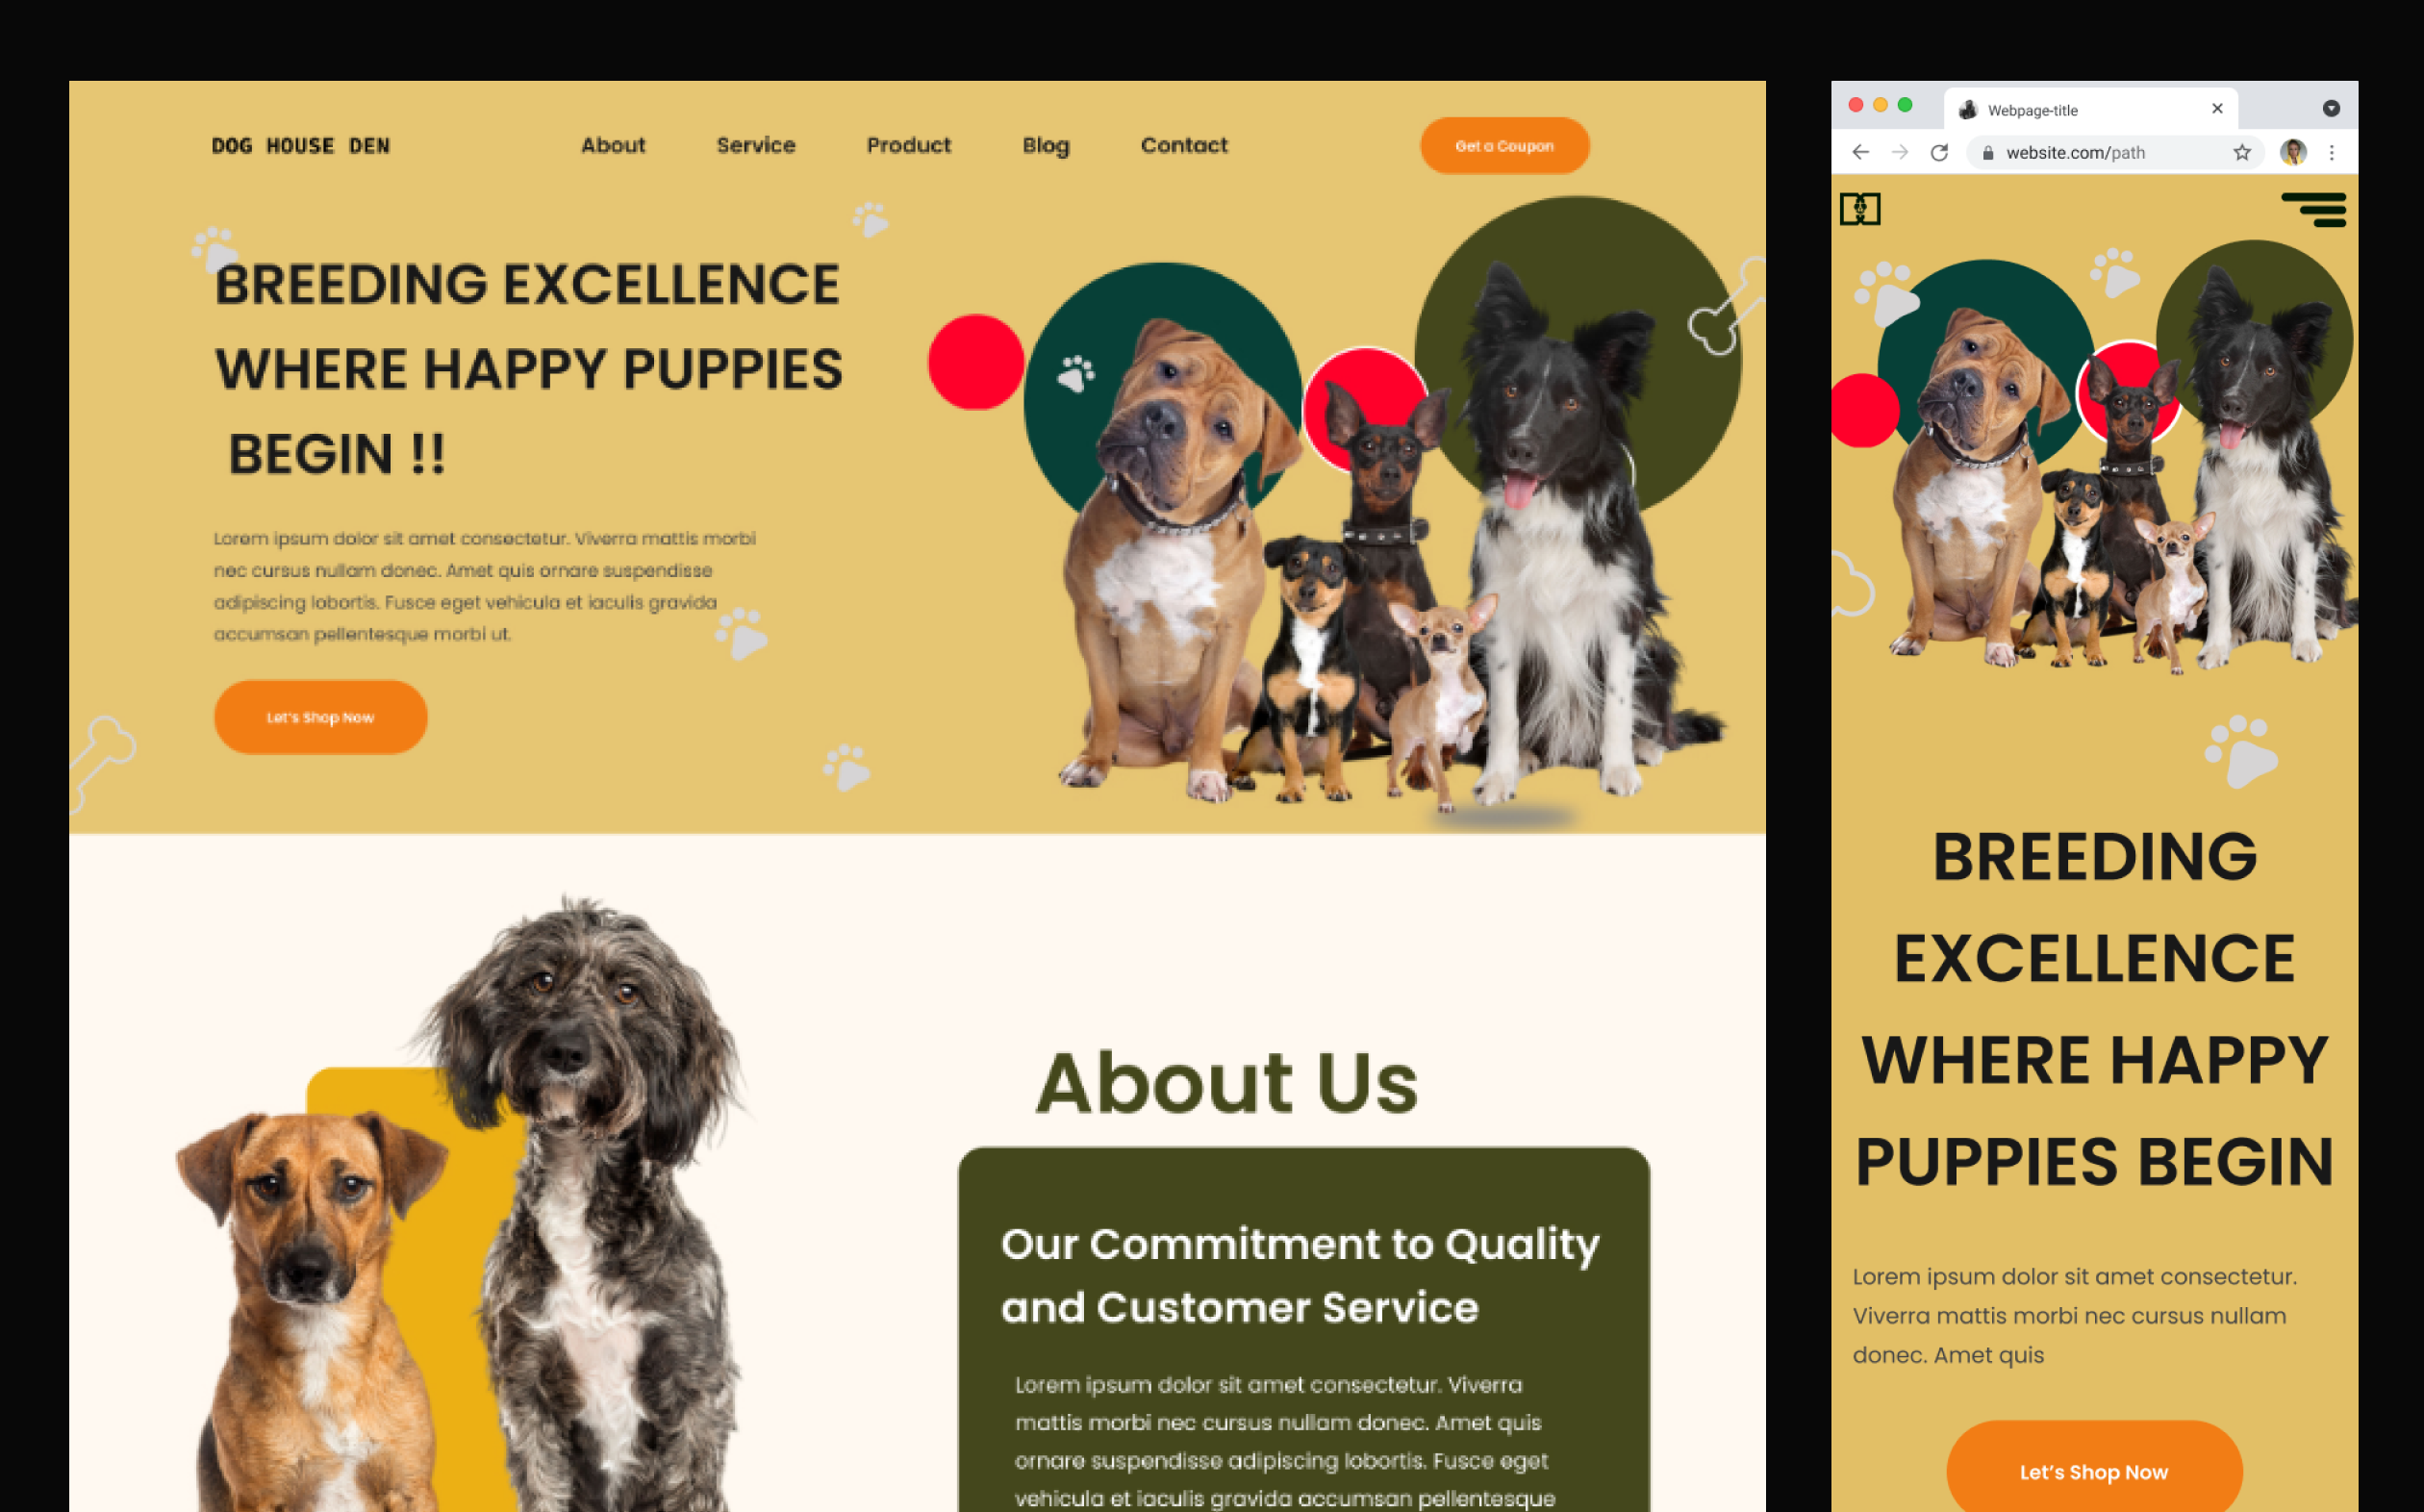 DOG HOUSE DEN
About
Service
Product
Blog
Contact
Get a Coupon
BREEDING EXCELLENCE
WHERE HAPPY PUPPIES
BEGIN !!
Lorem ipsum dolor sit amet consectetur. Viverra mattis morbi
nec cursus nullam donec. Amet quis ornare suspendisse
adipiscing lobortis. Fusce eget vehicula et iaculis gravida
accumsan pellentesque morbi ut.
Let's Shop Now
About Us
Our Commitment to Quality
and Customer Service
Lorem ipsum dolor sit amet consectetur. Viverra
mattis morbi nec cursus nullam donec. Amet quis
ornare suspendisse adipiscing lobortis. Fusce eget
vehicula et iaculis gravida accumsan pellentesque
Webpage-title
website.com/path
BREEDING
EXCELLENCE
WHERE HAPPY
PUPPIES BEGIN
Lorem ipsum dolor sit amet consectetur.
Viverra mattis morbi nec cursus nullam
donec. Amet quis
Let’s Shop Now